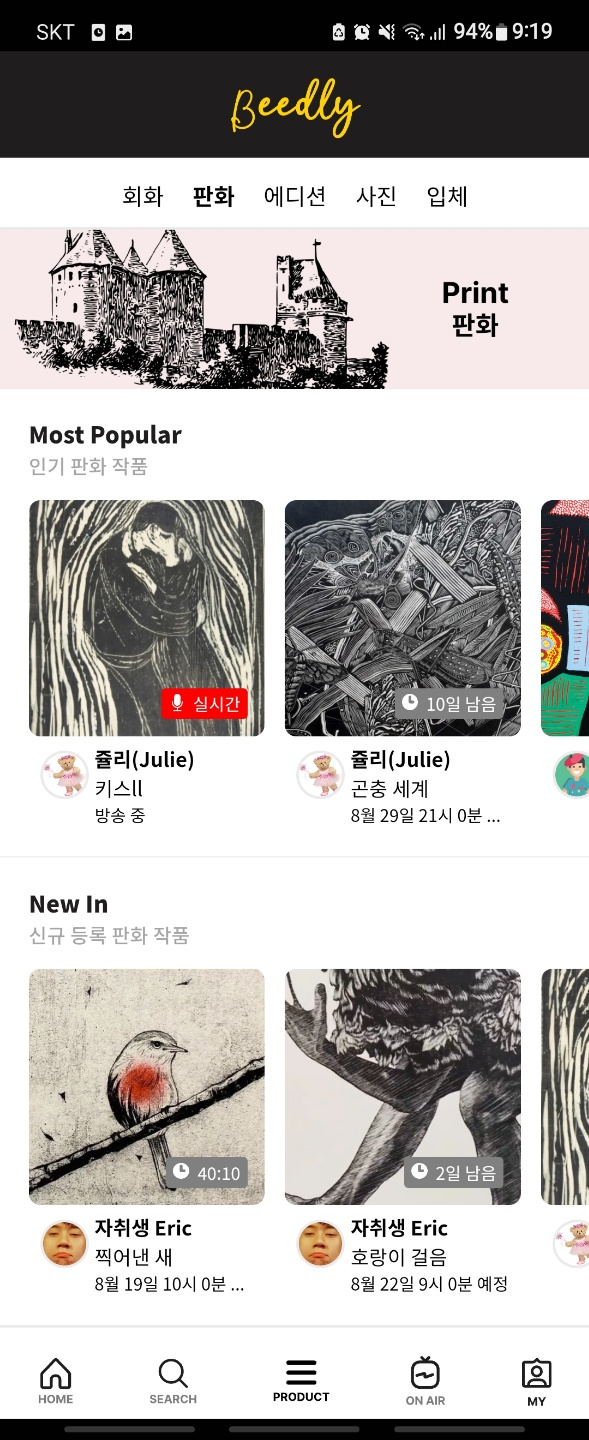 SKT
94% 9:19
Beedly
회화 판화 에디션 사진 입체
Print
판화
Most Popular
인기 판화 작품
실시간
10일 남음
쥴리(Julie)
키스ll
방송 중
쥴리(Julie)
곤충 세계
8월 29일 21시 0분 ...
New In
신규 등록 판화 작품
40:10
2일 남음
자취생 Eric
찍어낸 새
8월 19일 10시 0분 ...
자취생 Eric
호랑이 걸음
8월 22일 9시 0분 예정
HOME SEARCH PRODUCT ON AIR MY